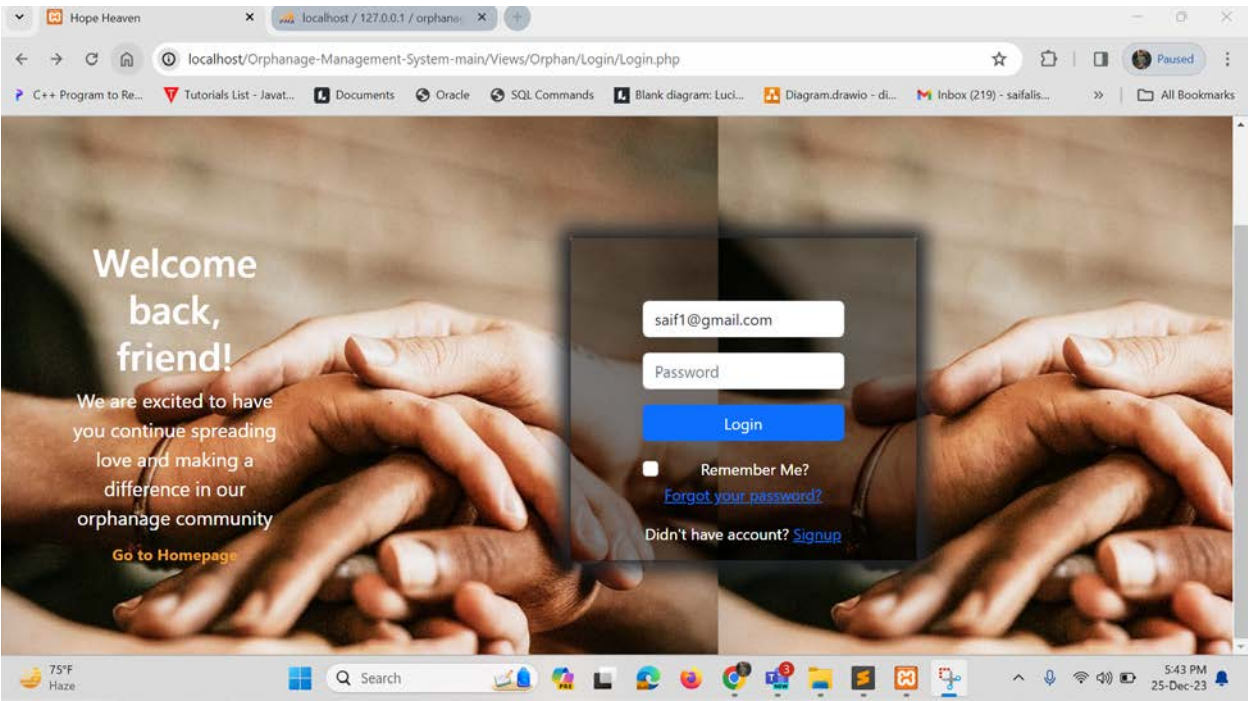 Hope Heaven
localhost / 127.0.0.1 / orphanag
localhost/Orphanage-Management-System-main/Views/Orphan/Login/Login.php
Paused
C++ Program to Re...
Tutorials List - Javat...
Documents
Oracle
SQL Commands
Blank diagram: Luci...
Diagram.drawio - di...
Inbox (219) - saifalis...
»
All Bookmarks
Welcome
back,
friend!
We are excited to have
you continue spreading
love and making a
difference in our
orphanage community
Go to Homepage
saif1@gmail.com
Password
Login
Remember Me?
Forgot your password?
Didn't have account? Signup
75°F
Haze
Search
PRE
3
NEW
5:43 PM
25-Dec-23